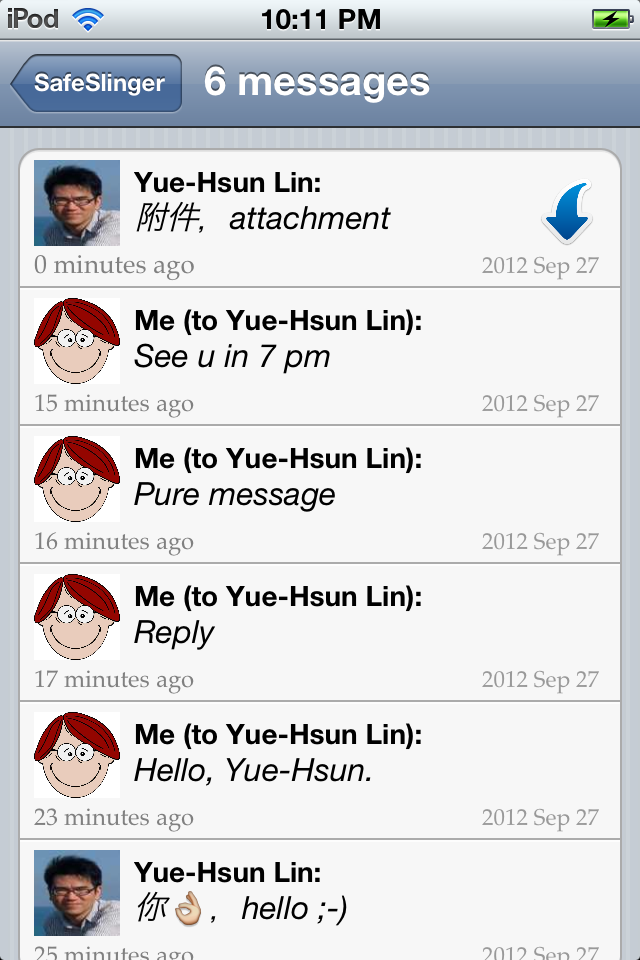 iPod 10:11 PM
SafeSlinger 6 messages
Yue-Hsun Lin:
附件，attachment
0 minutes ago 2012 Sep 27
Me (to Yue-Hsun Lin):
See u in 7 pm
15 minutes ago 2012 Sep 27
Me (to Yue-Hsun Lin):
Pure message
16 minutes ago 2012 Sep 27
Me (to Yue-Hsun Lin):
Reply
17 minutes ago 2012 Sep 27
Me (to Yue-Hsun Lin):
Hello, Yue-Hsun.
23 minutes ago 2012 Sep 27
Yue-Hsun Lin:
你👌，hello ;-)
25 minutes ago 2012 Sep 27